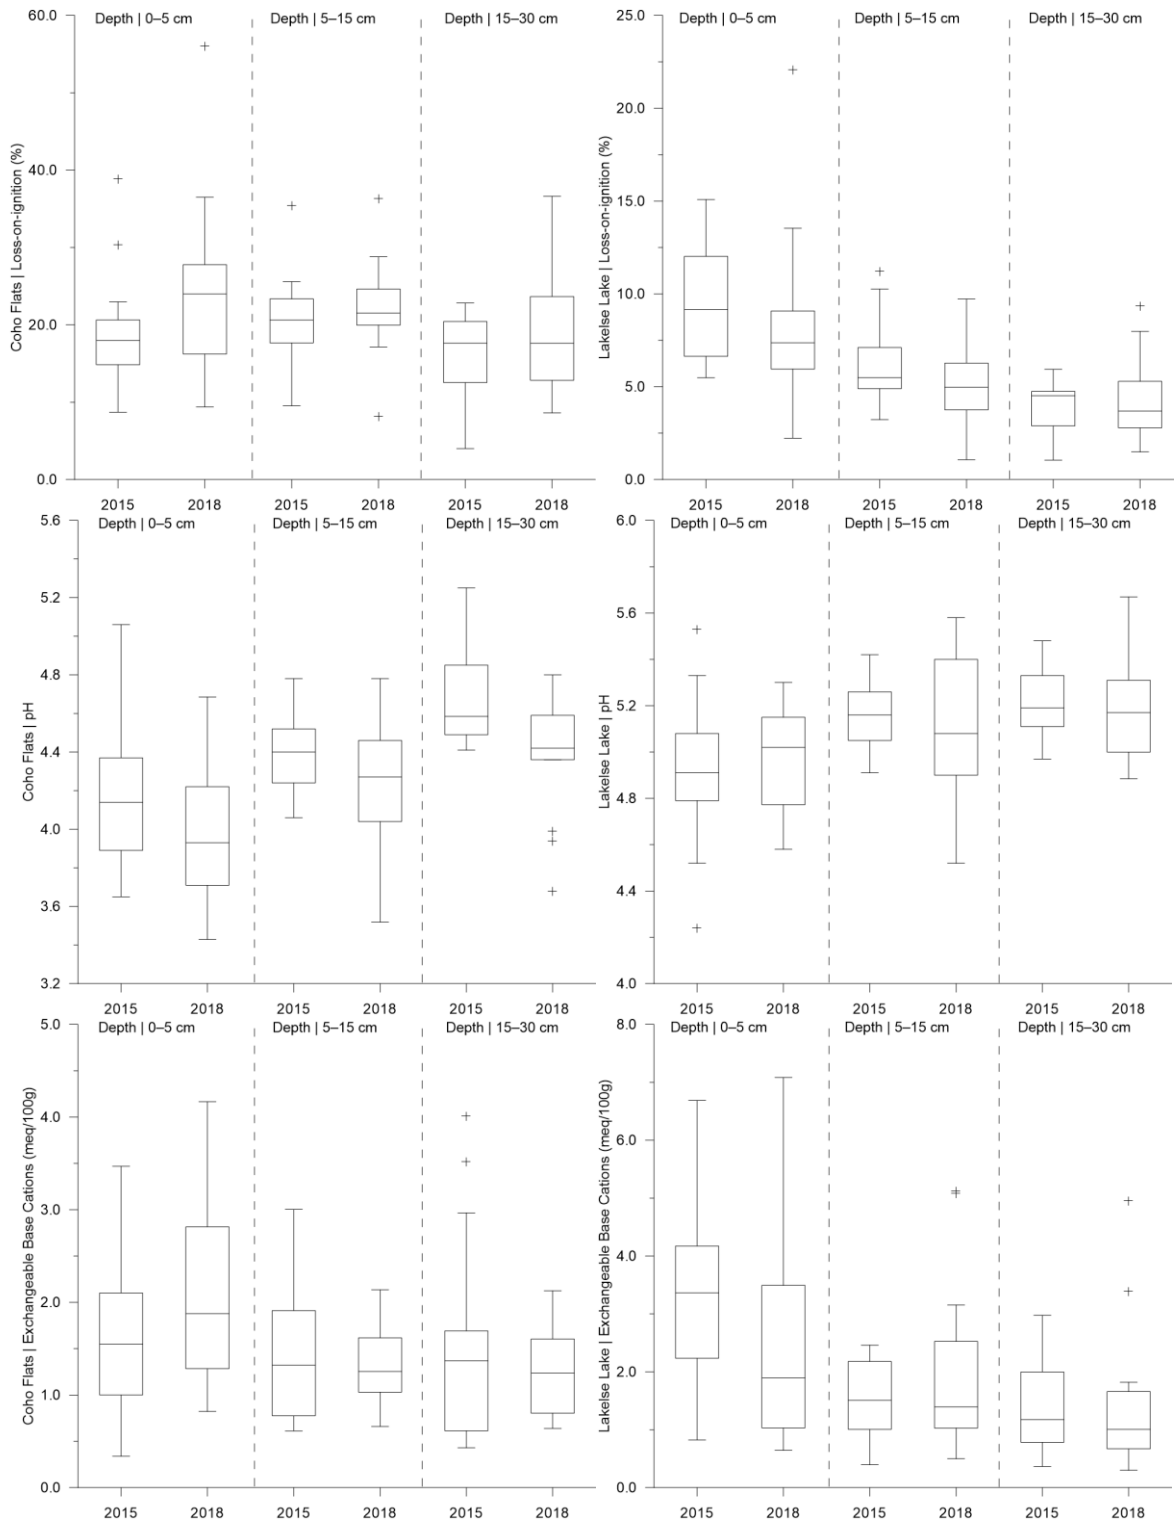 60.0
Depth | 0–5 cm
Depth | 5–15 cm
Depth | 15–30 cm
40.0
20.0
0.0
Coho Flats | Loss-on-ignition (%)
2015
2018
2015
2018
2015
2018
25.0
Depth | 0–5 cm
Depth | 5–15 cm
Depth | 15–30 cm
20.0
15.0
10.0
5.0
0.0
Lakelse Lake | Loss-on-ignition (%)
2015
2018
2015
2018
2015
2018
5.6
Depth | 0–5 cm
Depth | 5–15 cm
Depth | 15–30 cm
5.2
4.8
4.4
4.0
3.6
3.2
Coho Flats | pH
2015
2018
2015
2018
2015
2018
6.0
Depth | 0–5 cm
Depth | 5–15 cm
Depth | 15–30 cm
5.6
5.2
4.8
4.4
4.0
Lakelse Lake | pH
2015
2018
2015
2018
2015
2018
5.0
Depth | 0–5 cm
Depth | 5–15 cm
Depth | 15–30 cm
4.0
3.0
2.0
1.0
0.0
Coho Flats | Exchangeable Base Cations (meq/100g)
2015
2018
2015
2018
2015
2018
8.0
Depth | 0–5 cm
Depth | 5–15 cm
Depth | 15–30 cm
6.0
4.0
2.0
0.0
Lakelse Lake | Exchangeable Base Cations (meq/100g)
2015
2018
2015
2018
2015
2018